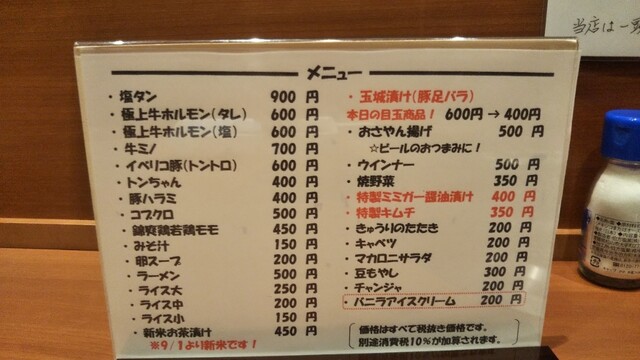 メニュー
・塩タン 900 円
・極上牛ホルモン(タレ) 600 円
・極上牛ホルモン(塩) 600 円
・牛ミノ 700 円
・イベリコ豚(トントロ) 600 円
・トンちゃん 400 円
・豚ハラミ 400 円
・コブクロ 500 円
・錦爽鶏若鶏モモ 450 円
・みそ汁 150 円
・卵スープ 200 円
・ラーメン 500 円
・ライス大 250 円
・ライス中 200 円
・ライス小 150 円
・新米お茶漬け 450 円
※9/1より新米です!
・玉城漬け(豚足バラ)
本日の目玉商品! 600円→400円
・おさやん揚げ 500 円
☆ビールのおつまみに!
・ウインナー 500 円
・焼野菜 350 円
・特製ミミガー醤油漬け 400 円
・特製キムチ 350 円
・きゅうりのたたき 200 円
・キャベツ 200 円
・マカロニサラダ 200 円
・豆もやし 300 円
・チャンジャ 200 円
・バニラアイスクリーム 200 円
価格はすべて税抜き価格です。
別途消費税10%が加算されます。
当店は一